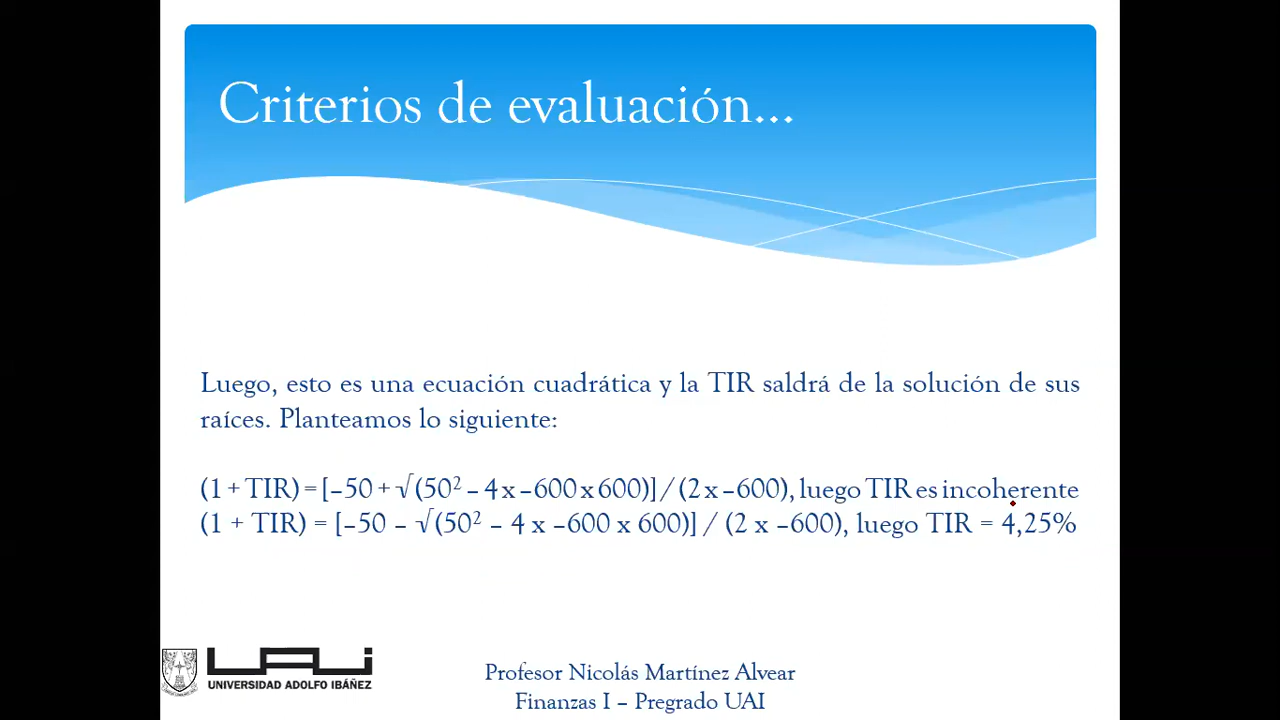 Criterios de evaluación...
Luego, esto es una ecuación cuadrática y la TIR saldrá de la solución de sus
raíces. Planteamos lo siguiente:
(1 + TIR) = [-50 + √(50² - 4 x -600 x 600)] / (2 x -600), luego TIR es incoherente
(1 + TIR) = [-50 - √(50² - 4 x -600 x 600)] / (2 x -600), luego TIR = 4,25%
UAI
UNIVERSIDAD ADOLFO IBÁÑEZ
Profesor Nicolás Martínez Alvear
Finanzas I – Pregrado UAI